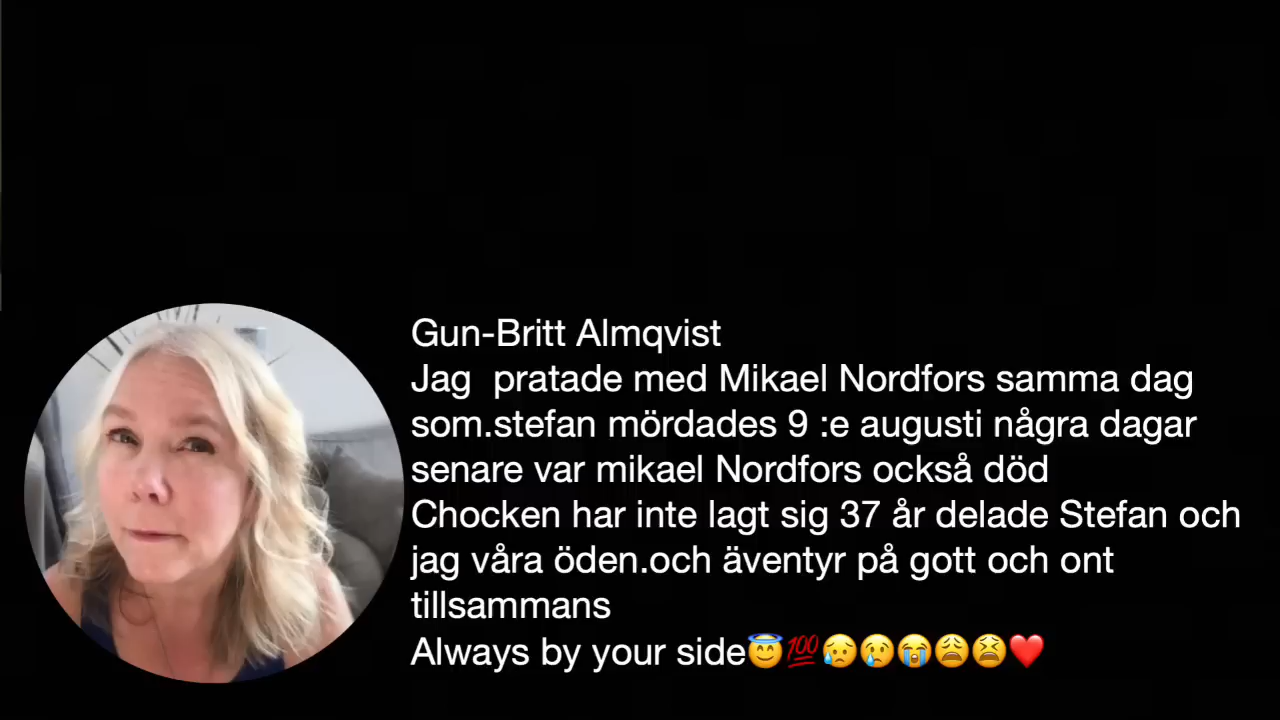 Gun-Britt Almqvist
Jag  pratade med Mikael Nordfors samma dag
som.stefan mördades 9 :e augusti några dagar
senare var mikael Nordfors också död
Chocken har inte lagt sig 37 år delade Stefan och
jag våra öden.och äventyr på gott och ont
tillsammans
Always by your side😇💯😥😢😭😩😫❤️